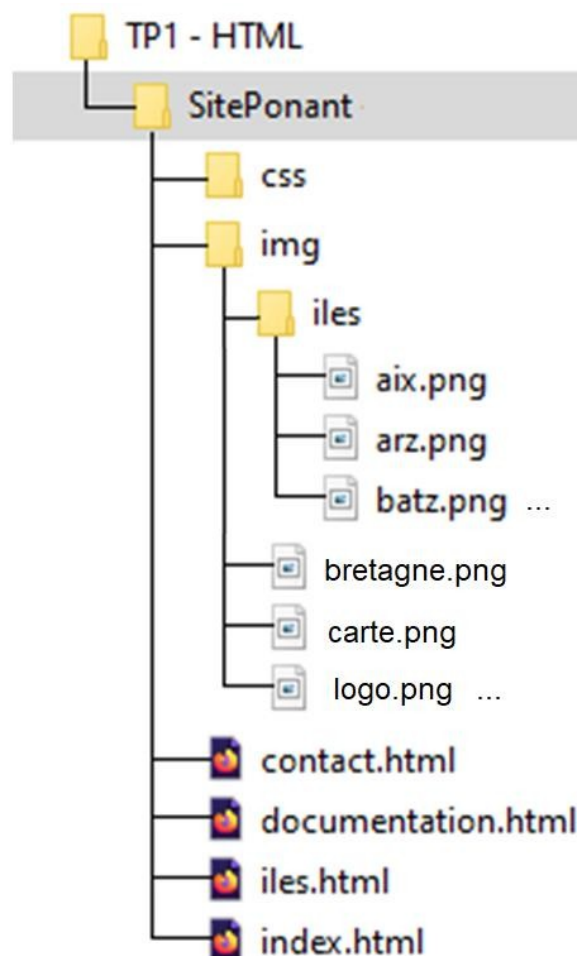 TP1 - HTML
SitePonant
css
img
iles
aix.png
arz.png
batz.png ...
bretagne.png
carte.png
logo.png ...
contact.html
documentation.html
iles.html
index.html